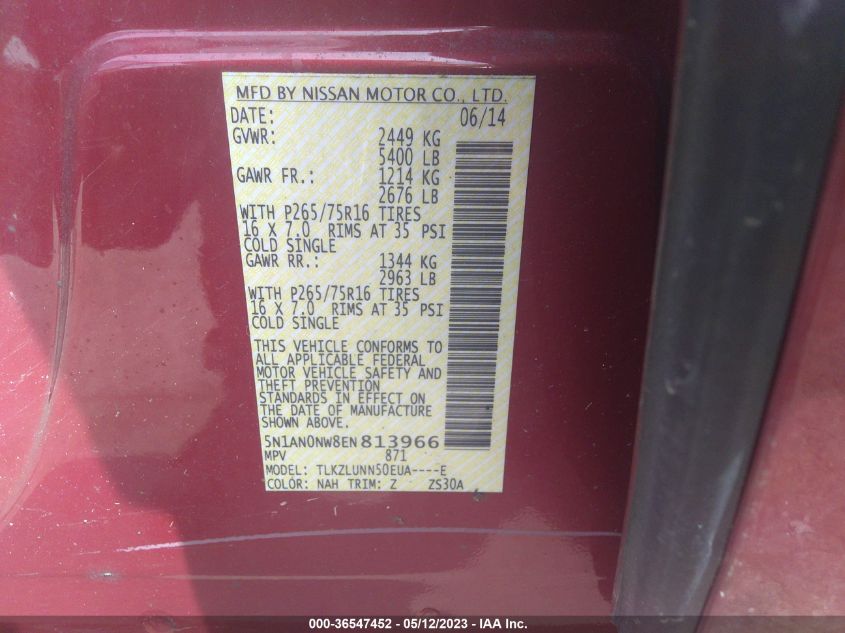 MFD BY NISSAN MOTOR CO., LTD.
DATE: 06/14
GVWR: 2449 KG
5400 LB
GAWR FR.: 1214 KG
2676 LB
WITH P265/75R16 TIRES
16 X 7.0 RIMS AT 35 PSI
COLD SINGLE
GAWR RR.: 1344 KG
2963 LB
WITH P265/75R16 TIRES
16 X 7.0 RIMS AT 35 PSI
COLD SINGLE
THIS VEHICLE CONFORMS TO
ALL APPLICABLE FEDERAL
MOTOR VEHICLE SAFETY AND
THEFT PREVENTION
STANDARDS IN EFFECT ON
THE DATE OF MANUFACTURE
SHOWN ABOVE.
5N1AN0NW8EN813966
MPV 871
MODEL: TLKZLUNN50EUA----E
COLOR: NAH TRIM: Z ZS30A
000-36547452 - 05/12/2023 - IAA Inc.